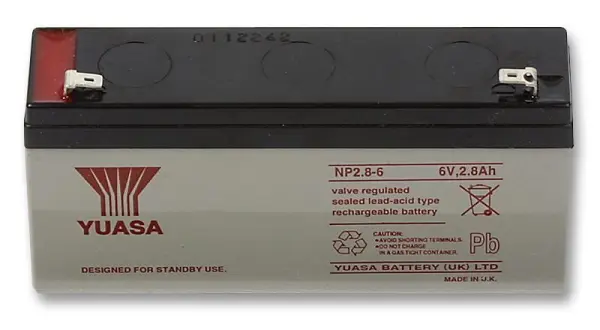 0112242
YUASA
DESIGNED FOR STANDBY USE.
NP2.8-6 6V,2.8Ah
valve regulated
sealed lead-acid type
rechargeable battery
CAUTION:
•AVOID SHORTING TERMINALS.
•DO NOT CHARGE
IN A GAS TIGHT CONTAINER.
Pb
YUASA BATTERY (UK) LTD
MADE IN U.K.